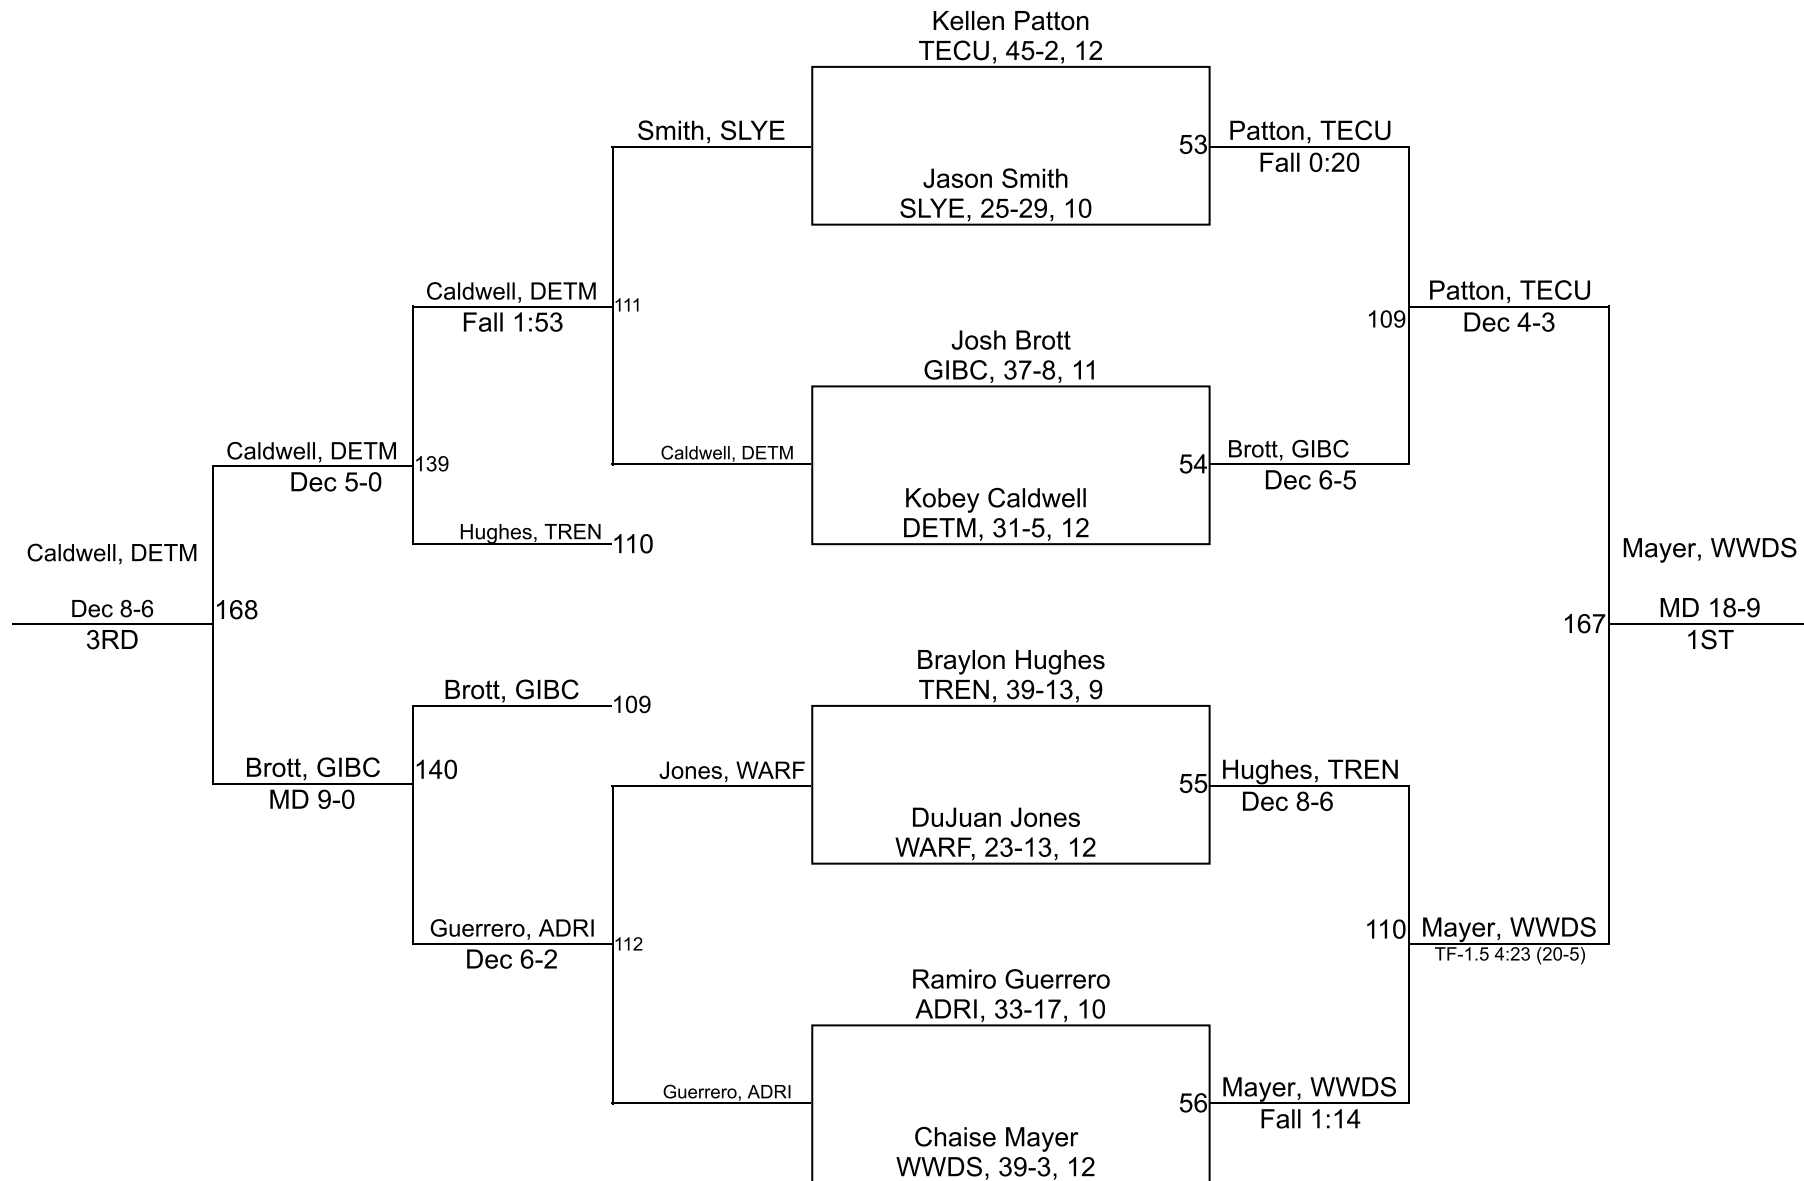 Kellen Patton
TECU, 45-2, 12
Smith, SLYE
53
Patton, TECU
Fall 0:20
Jason Smith
SLYE, 25-29, 10
Caldwell, DETM
Fall 1:53
111
109
Patton, TECU
Dec 4-3
Josh Brott
GIBC, 37-8, 11
Caldwell, DETM
Dec 5-0
139
Caldwell, DETM
54
Brott, GIBC
Dec 6-5
Kobey Caldwell
DETM, 31-5, 12
Hughes, TREN
110
Caldwell, DETM
Dec 8-6
3RD
168
Mayer, WWDS
167
MD 18-9
1ST
Braylon Hughes
TREN, 39-13, 9
Brott, GIBC
109
Brott, GIBC
MD 9-0
140
Jones, WARF
55
Hughes, TREN
Dec 8-6
DuJuan Jones
WARF, 23-13, 12
Guerrero, ADRI
Dec 6-2
112
110
Mayer, WWDS
TF-1.5 4:23 (20-5)
Ramiro Guerrero
ADRI, 33-17, 10
Guerrero, ADRI
56
Mayer, WWDS
Fall 1:14
Chaise Mayer
WWDS, 39-3, 12